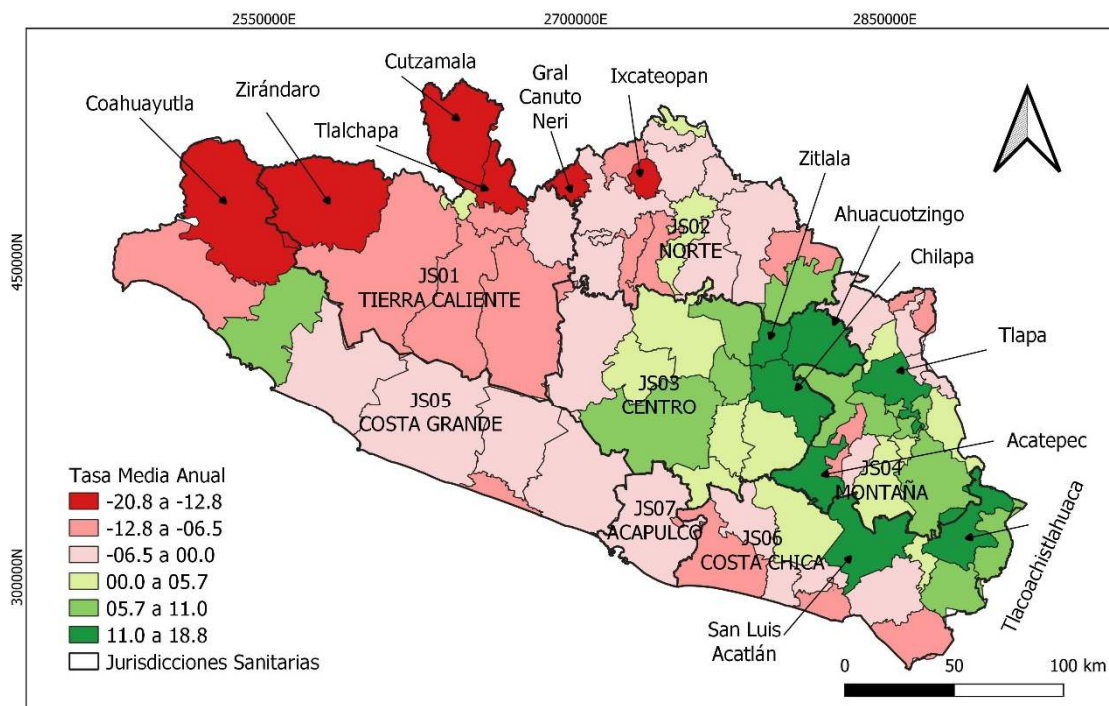 2550000E
2700000E
2850000E
450000N
300000N
Cutzamala
Gral
Canuto
Neri
Ixcateopan
Coahuayutla
Zirándaro
Tlalchapa
Zitlala
Ahuacuotzingo
Chilapa
Tlapa
Acatepec
Tlacoachistlahuaca
San Luis
Acatlán
JS01
TIERRA CALIENTE
JS02
NORTE
JS03
CENTRO
JS04
MONTAÑA
JS05
COSTA GRANDE
JS06
COSTA CHICA
JS07
ACAPULCO
Tasa Media Anual
-20.8 a -12.8
-12.8 a -06.5
-06.5 a 00.0
00.0 a 05.7
05.7 a 11.0
11.0 a 18.8
Jurisdicciones Sanitarias
0 50 100 km